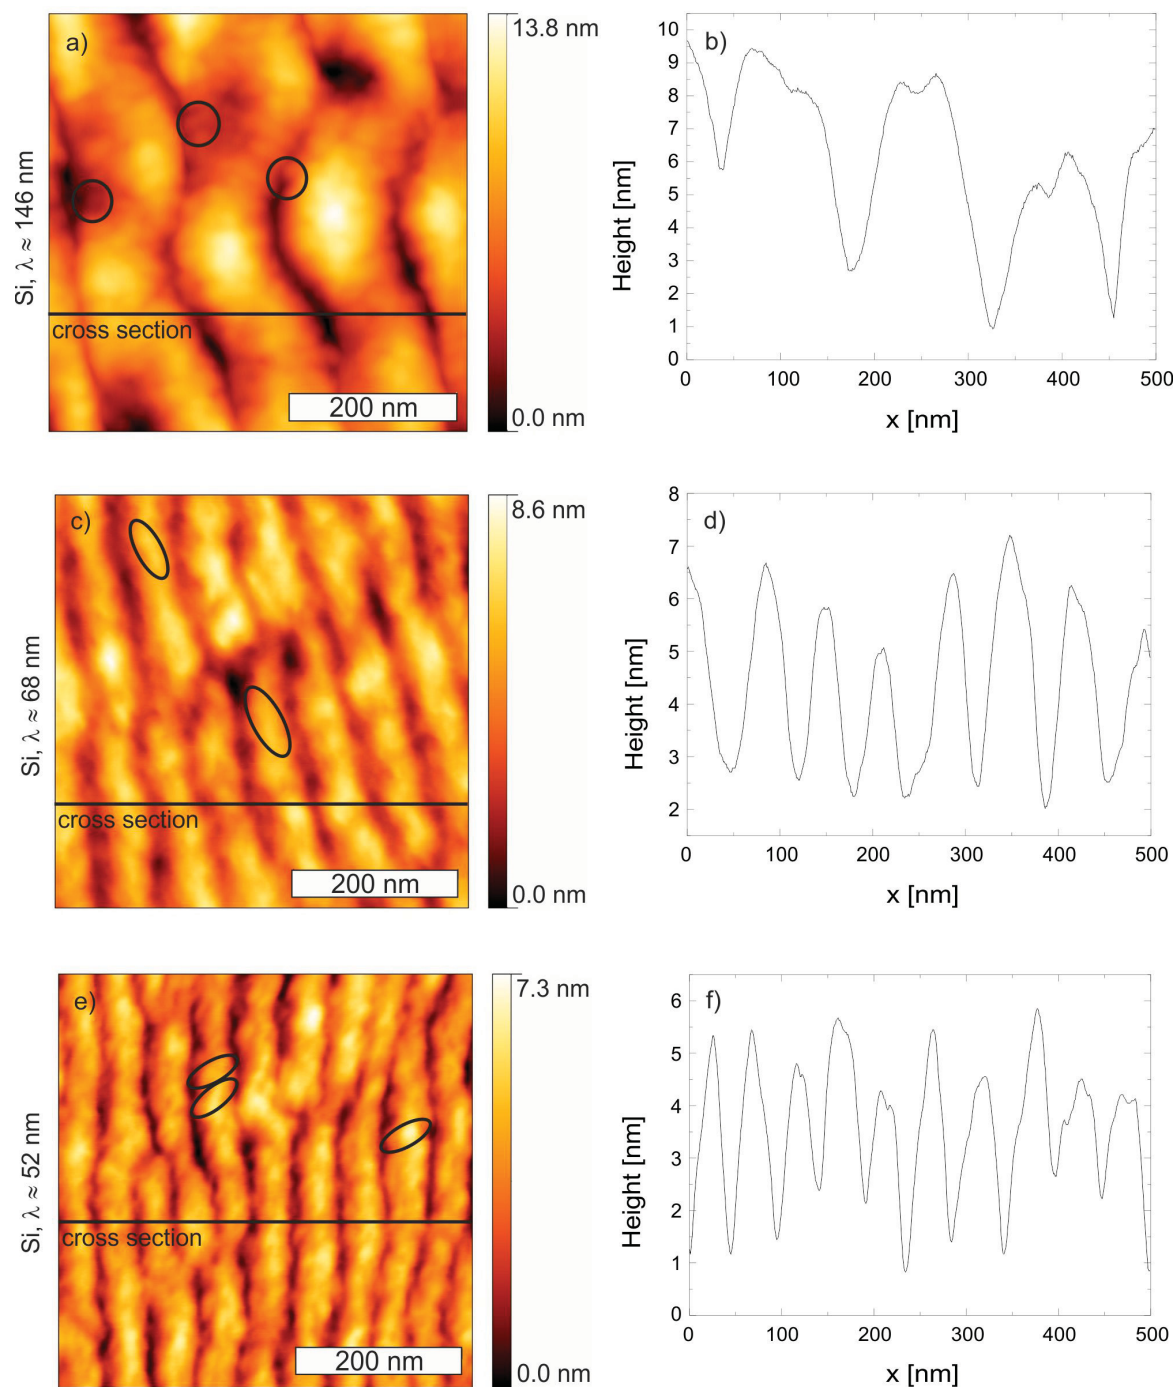 Si, λ ≈ 146 nm
a)
cross section
200 nm
13.8 nm
0.0 nm
b)
Height [nm]
10
9
8
7
6
5
4
3
2
1
0
0 100 200 300 400 500
x [nm]
Si, λ ≈ 68 nm
c)
cross section
200 nm
8.6 nm
0.0 nm
d)
Height [nm]
8
7
6
5
4
3
2
0 100 200 300 400 500
x [nm]
Si, λ ≈ 52 nm
e)
cross section
200 nm
7.3 nm
0.0 nm
f)
Height [nm]
6
5
4
3
2
1
0
0 100 200 300 400 500
x [nm]